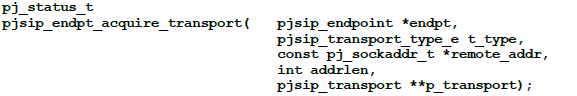 pj_status_t
pjsip_endpt_acquire_transport( pjsip_endpoint *endpt,
pjsip_transport_type_e t_type,
const pj_sockaddr_t *remote_addr,
int addrlen,
pjsip_transport **p_transport);